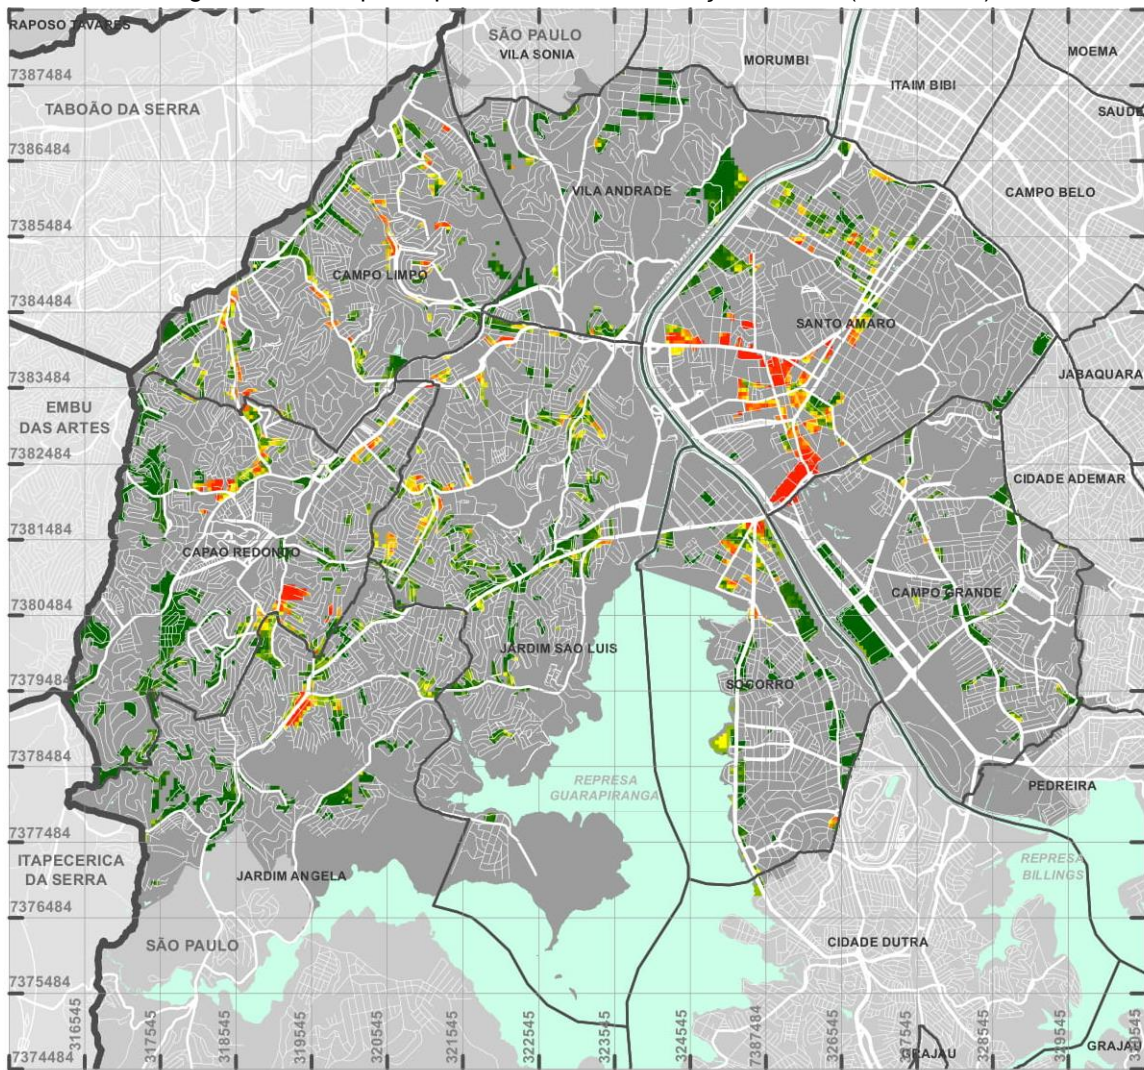 RAPOSO TAVARES
SÃO PAULO
VILA SONIA
MORUMBI
MOEMA
ITAIM BIBI
7387484
TABOÃO DA SERRA
SAUDE
7386484
VILA ANDRADE
CAMPO BELO
7385484
CAMPO LIMPO
7384484
SANTO AMARO
7383484
JABAQUARA
EMBU
DAS ARTES
7382484
CIDADE ADEMAR
7381484
CAPAO REDONDO
CAMPO GRANDE
7380484
JARDIM SAO LUIS
SOCORRO
7379484
7378484
REPRESA
GUARAPIRANGA
PEDREIRA
7377484
ITAPECERICA
DA SERRA
REPRESA
BILLINGS
JARDIM ANGELA
7376484
SÃO PAULO
CIDADE DUTRA
7375484
316545
317545
318545
319545
320545
321545
322545
323545
324545
7387484
326545
327545
328545
329545
GRAJAU
GRAJAU
7374484